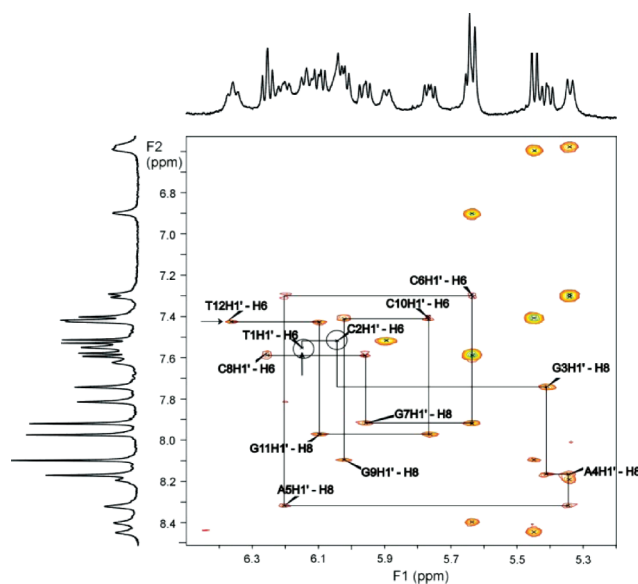 F2
(ppm)
6.8
7.0
7.2
C6H1' - H6
7.4
T12H1' - H6
C10H1' - H6
T1H1' - H6
C2H1' - H6
7.6
C8H1' - H6
G3H1' - H8
7.8
G7H1' - H8
8.0
G11H1' - H8
G9H1' - H8
A4H1' - H8
8.2
A5H1' - H8
8.4
6.3
6.1
5.9
5.7
5.5
5.3
F1 (ppm)